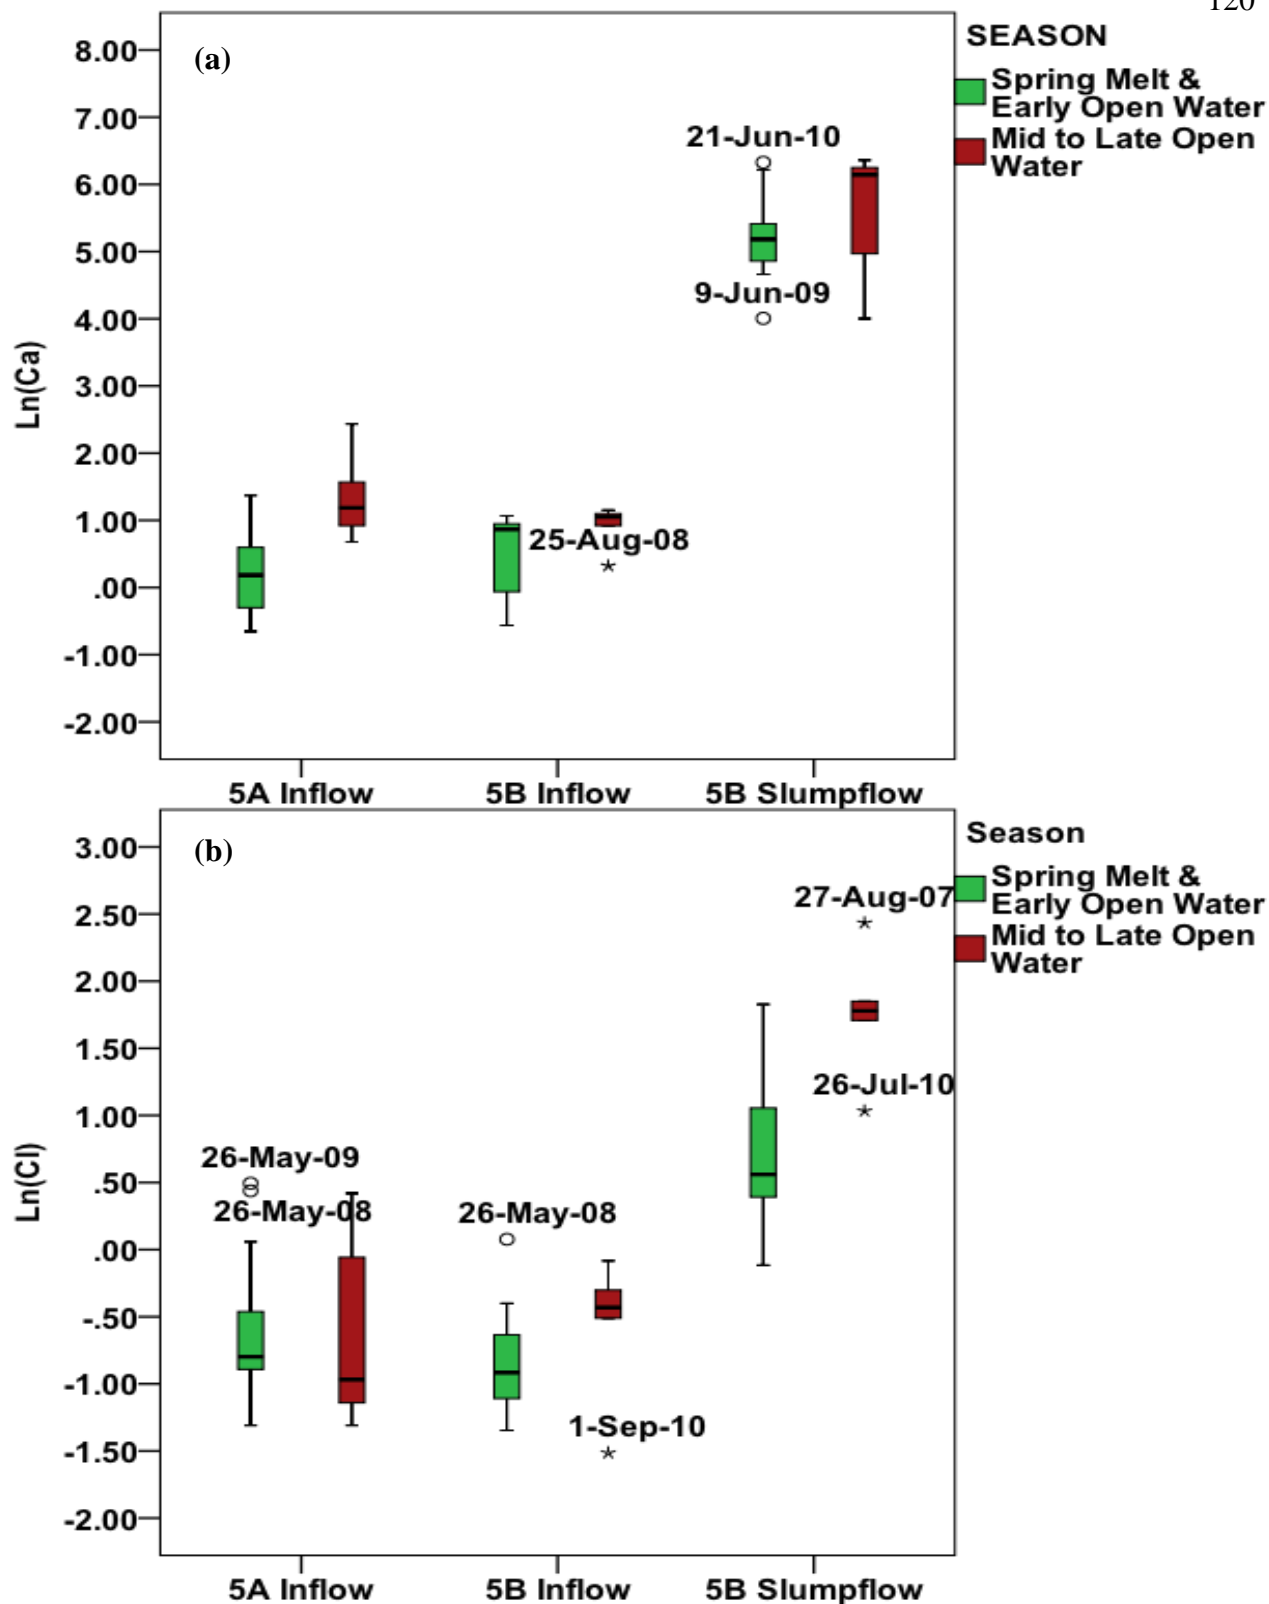 120
(a)
SEASON
Spring Melt &
Early Open Water
Mid to Late Open
Water
Ln(Ca)
8.00
7.00
6.00
5.00
4.00
3.00
2.00
1.00
.00
-1.00
-2.00
21-Jun-10
9-Jun-09
25-Aug-08
5A Inflow
5B Inflow
5B Slumpflow
(b)
Season
Spring Melt &
Early Open Water
Mid to Late Open
Water
Ln(Cl)
3.00
2.50
2.00
1.50
1.00
.50
.00
-.50
-1.00
-1.50
-2.00
27-Aug-07
26-Jul-10
26-May-09
26-May-08
26-May-08
1-Sep-10
5A Inflow
5B Inflow
5B Slumpflow